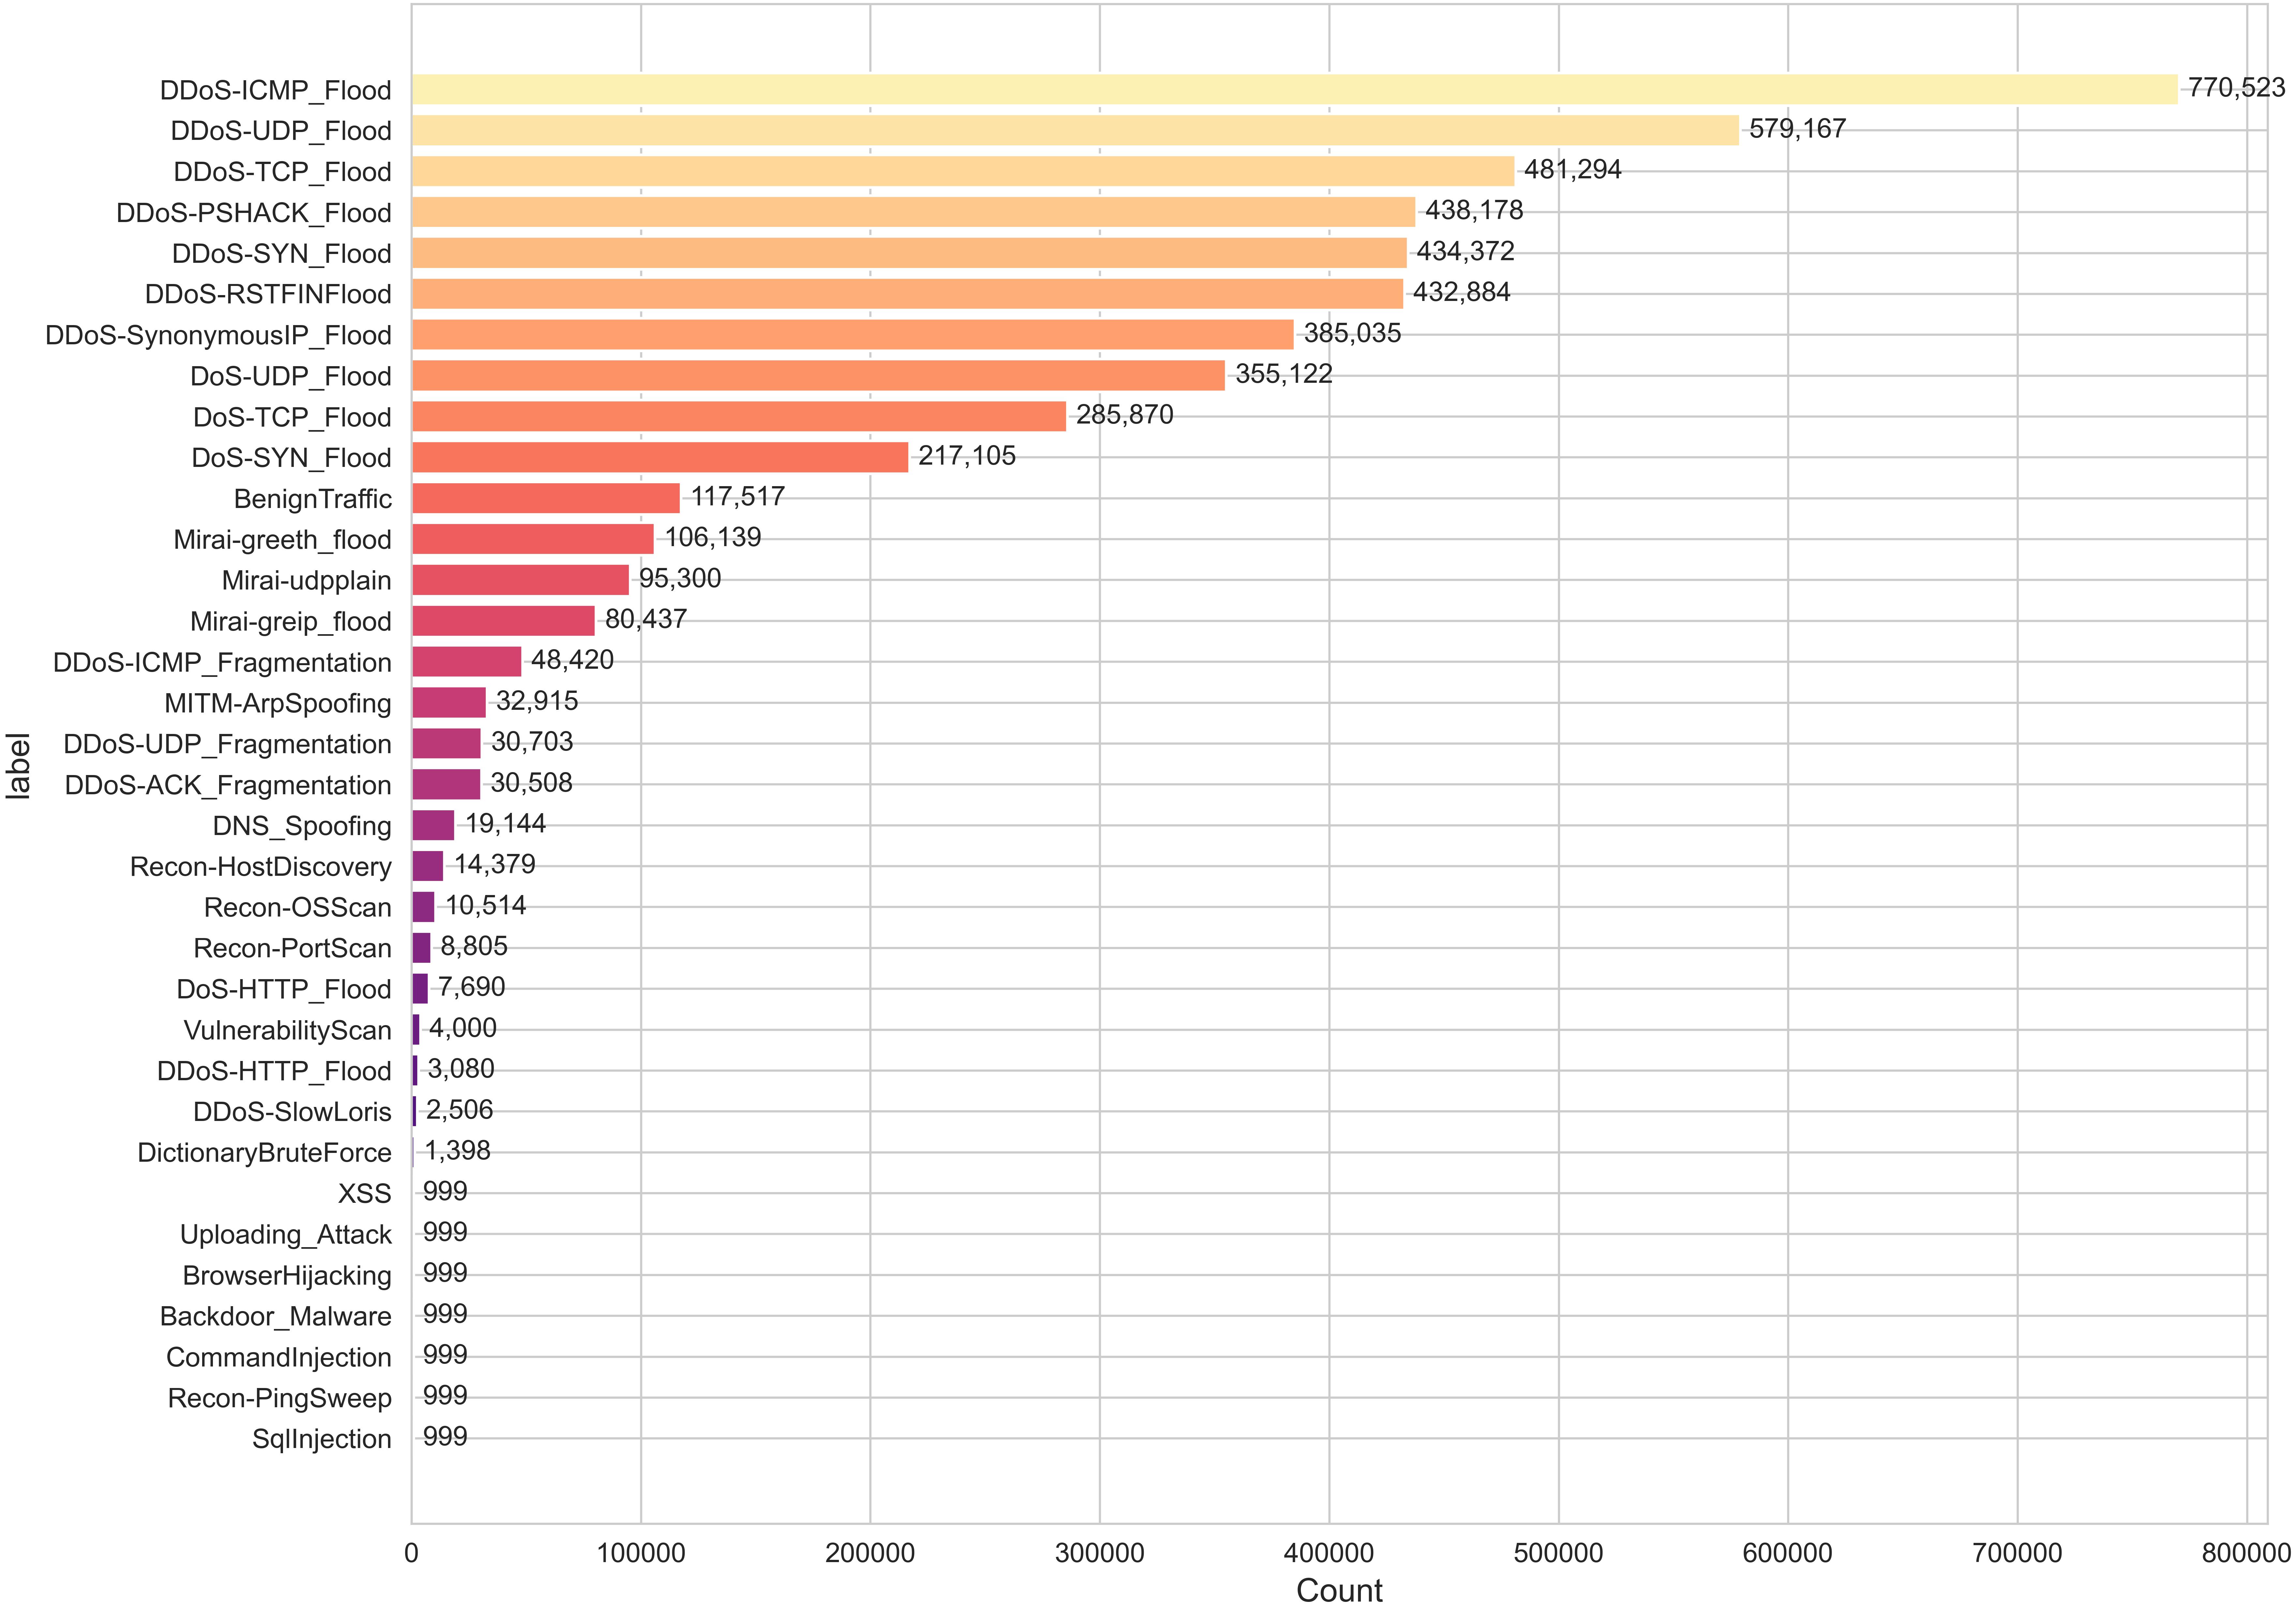 label
DDoS-ICMP_Flood 770,523
DDoS-UDP_Flood 579,167
DDoS-TCP_Flood 481,294
DDoS-PSHACK_Flood 438,178
DDoS-SYN_Flood 434,372
DDoS-RSTFINFlood 432,884
DDoS-SynonymousIP_Flood 385,035
DoS-UDP_Flood 355,122
DoS-TCP_Flood 285,870
DoS-SYN_Flood 217,105
BenignTraffic 117,517
Mirai-greeth_flood 106,139
Mirai-udpplain 95,300
Mirai-greip_flood 80,437
DDoS-ICMP_Fragmentation 48,420
MITM-ArpSpoofing 32,915
DDoS-UDP_Fragmentation 30,703
DDoS-ACK_Fragmentation 30,508
DNS_Spoofing 19,144
Recon-HostDiscovery 14,379
Recon-OSScan 10,514
Recon-PortScan 8,805
DoS-HTTP_Flood 7,690
VulnerabilityScan 4,000
DDoS-HTTP_Flood 3,080
DDoS-SlowLoris 2,506
DictionaryBruteForce 1,398
XSS 999
Uploading_Attack 999
BrowserHijacking 999
Backdoor_Malware 999
CommandInjection 999
Recon-PingSweep 999
SqlInjection 999
0 100000 200000 300000 400000 500000 600000 700000 800000
Count